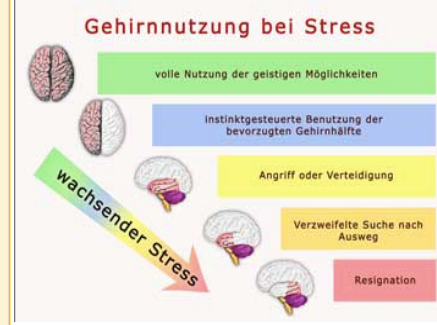 Gehirnnutzung bei Stress
volle Nutzung der geistigen Möglichkeiten
instinktgesteuerte Benutzung der
bevorzugten Gehirnhälfte
Angriff oder Verteidigung
Verzweifelte Suche nach
Ausweg
Resignation
wachsender Stress